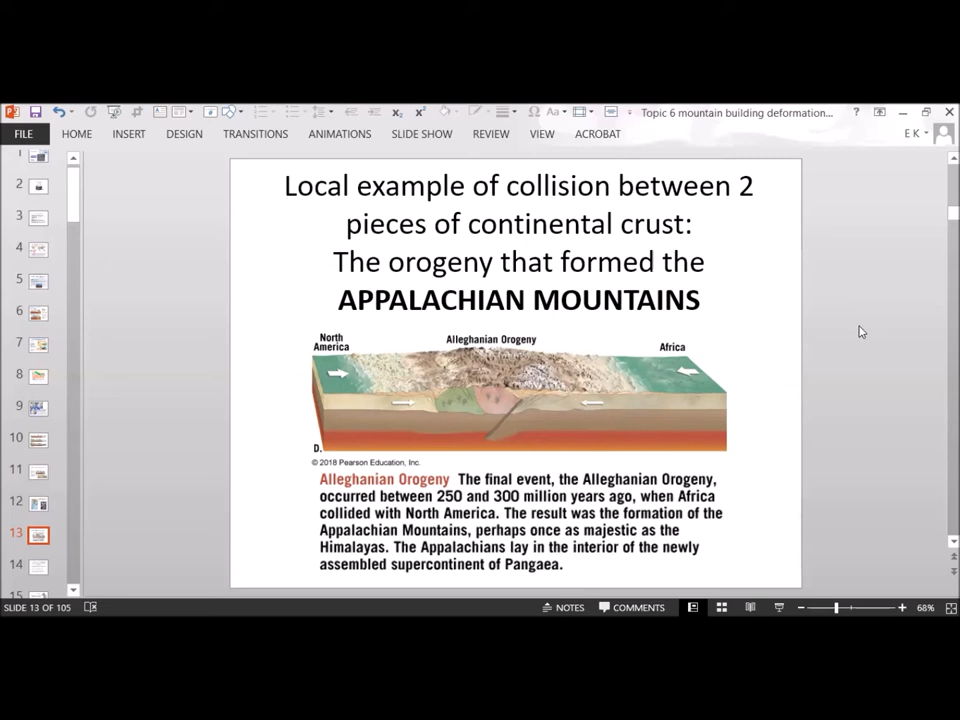 Topic 6 mountain building deformation...
FILE HOME INSERT DESIGN TRANSITIONS ANIMATIONS SLIDE SHOW REVIEW VIEW ACROBAT E K
1
2
3
4
5
6
7
8
9
10
11
12
13
14
15
Local example of collision between 2
pieces of continental crust:
The orogeny that formed the
APPALACHIAN MOUNTAINS
North
America
Alleghanian Orogeny
Africa
D.
© 2018 Pearson Education, Inc.
Alleghanian Orogeny The final event, the Alleghanian Orogeny,
occurred between 250 and 300 million years ago, when Africa
collided with North America. The result was the formation of the
Appalachian Mountains, perhaps once as majestic as the
Himalayas. The Appalachians lay in the interior of the newly
assembled supercontinent of Pangaea.
SLIDE 13 OF 105 NOTES COMMENTS 68%